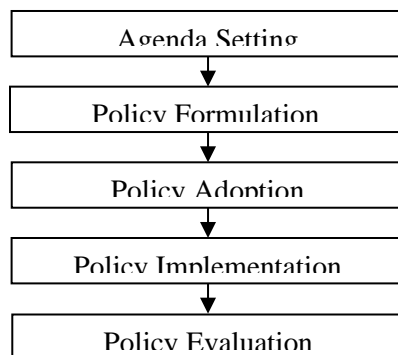 Agenda Setting
Policy Formulation
Policy Adoption
Policy Implementation
Policy Evaluation